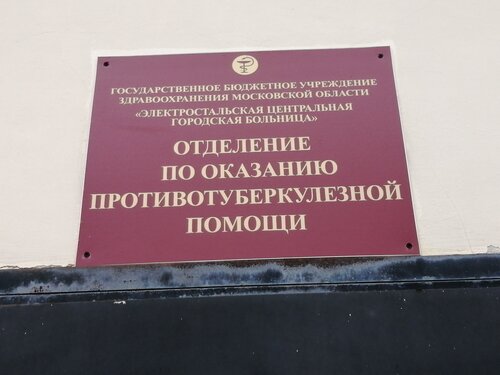 ГОСУДАРСТВЕННОЕ БЮДЖЕТНОЕ УЧРЕЖДЕНИЕ
ЗДРАВООХРАНЕНИЯ МОСКОВСКОЙ ОБЛАСТИ
«ЭЛЕКТРОСТАЛЬСКАЯ ЦЕНТРАЛЬНАЯ
ГОРОДСКАЯ БОЛЬНИЦА»
ОТДЕЛЕНИЕ
ПО ОКАЗАНИЮ
ПРОТИВОТУБЕРКУЛЕЗНОЙ
ПОМОЩИ